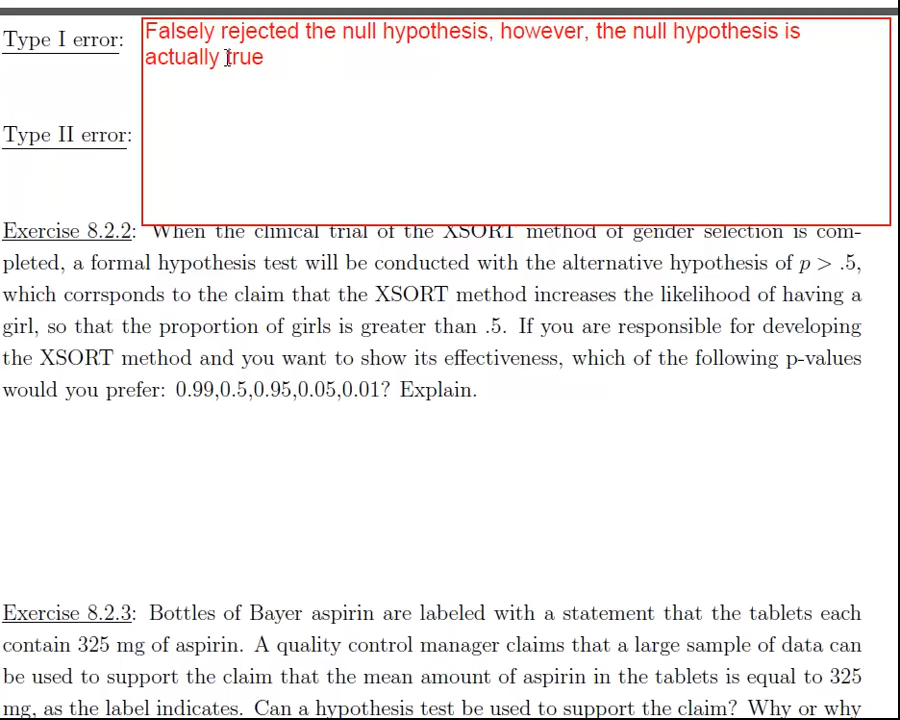 Type I error:
Falsely rejected the null hypothesis, however, the null hypothesis is
actually true
Type II error:
Exercise 8.2.2: When the clinical trial of the XSORT method of gender selection is com-
pleted, a formal hypothesis test will be conducted with the alternative hypothesis of p > .5,
which corrsponds to the claim that the XSORT method increases the likelihood of having a
girl, so that the proportion of girls is greater than .5. If you are responsible for developing
the XSORT method and you want to show its effectiveness, which of the following p-values
would you prefer: 0.99,0.5,0.95,0.05,0.01? Explain.
Exercise 8.2.3: Bottles of Bayer aspirin are labeled with a statement that the tablets each
contain 325 mg of aspirin. A quality control manager claims that a large sample of data can
be used to support the claim that the mean amount of aspirin in the tablets is equal to 325
mg, as the label indicates. Can a hypothesis test be used to support the claim? Why or why